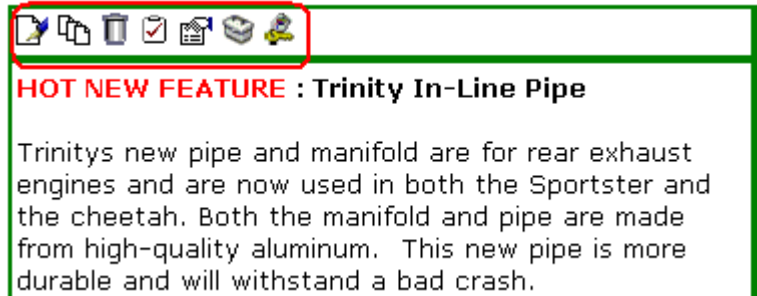 HOT NEW FEATURE : Trinity In-Line Pipe
Trinitys new pipe and manifold are for rear exhaust
engines and are now used in both the Sportster and
the cheetah. Both the manifold and pipe are made
from high-quality aluminum.  This new pipe is more
durable and will withstand a bad crash.